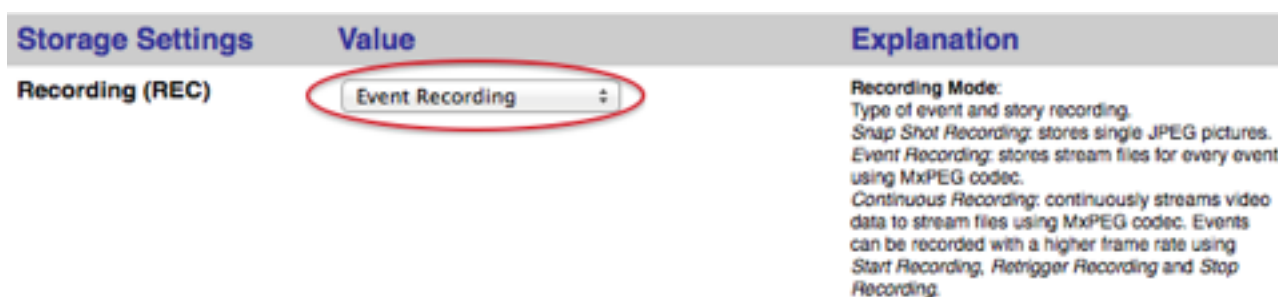 Storage Settings Value Explanation
Recording (REC) Event Recording Recording Mode:
Type of event and story recording.
Snap Shot Recording: stores single JPEG pictures.
Event Recording: stores stream files for every event
using MxPEG codec.
Continuous Recording: continuously streams video
data to stream files using MxPEG codec. Events
can be recorded with a higher frame rate using
Start Recording, Retrigger Recording and Stop
Recording.